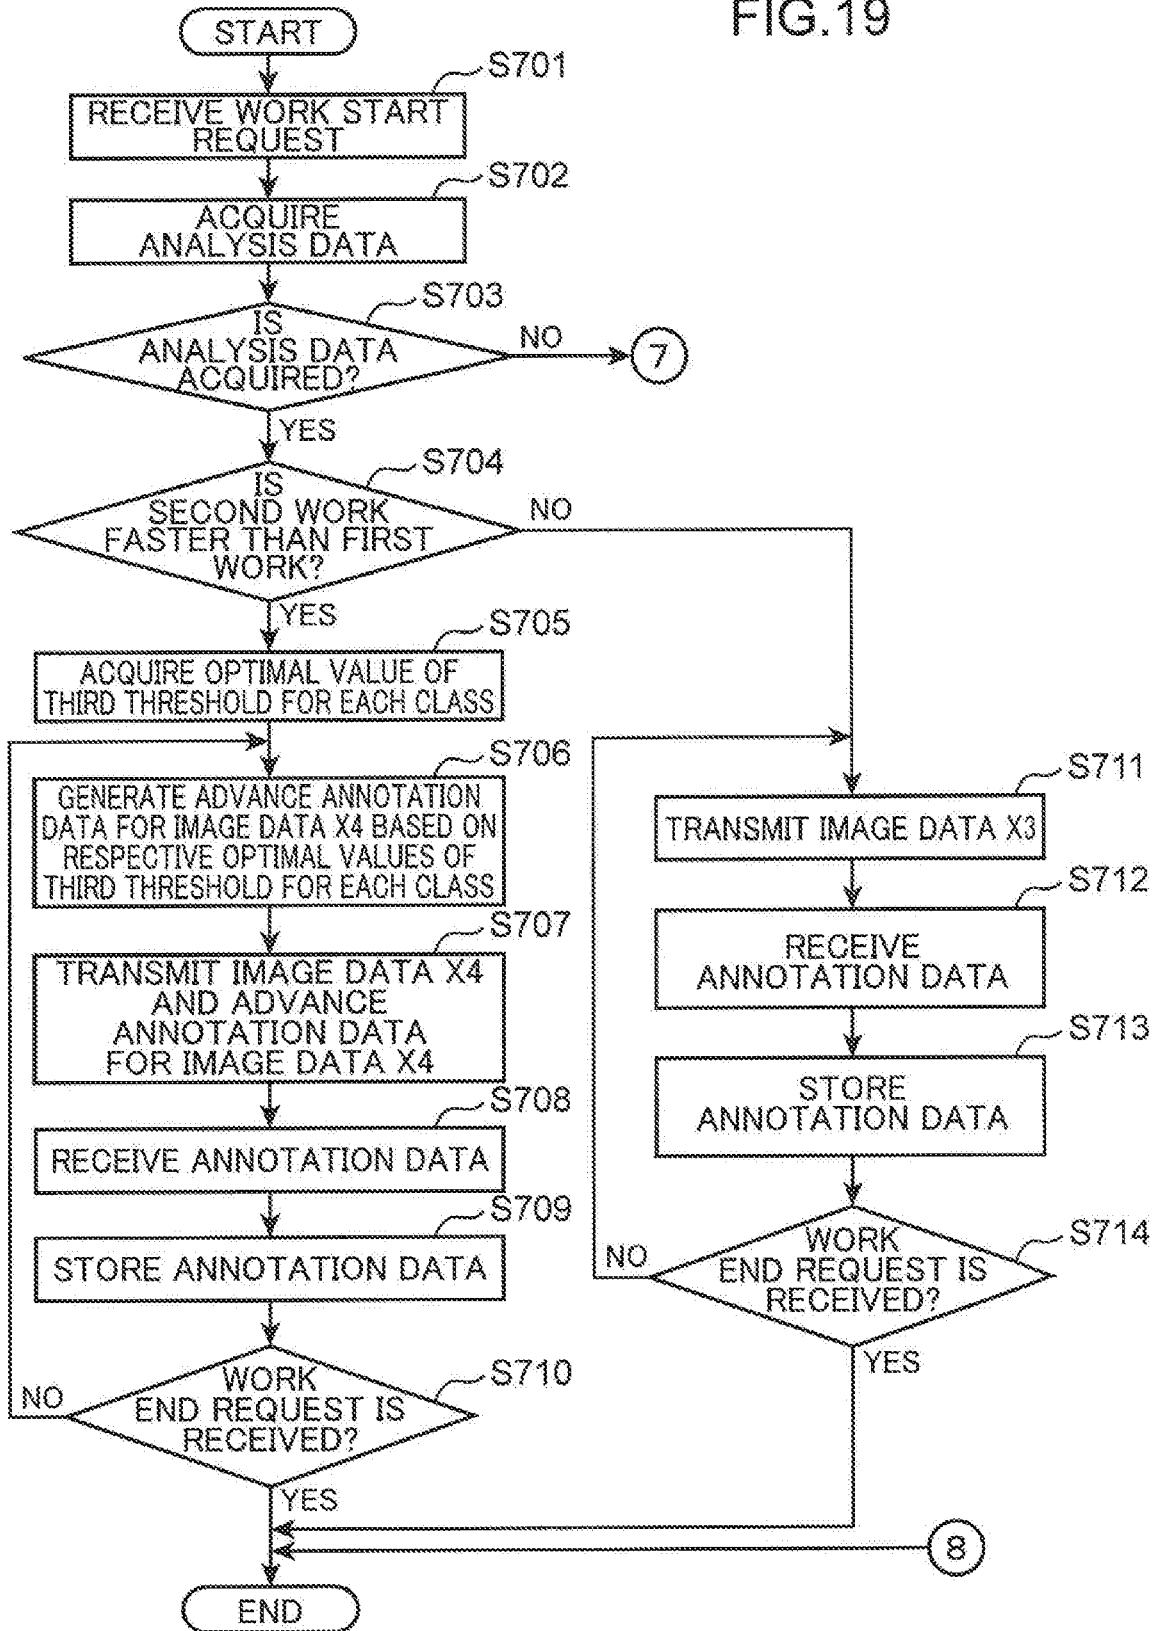 FIG.19
START
S701
RECEIVE WORK START
REQUEST
S702
ACQUIRE
ANALYSIS DATA
S703
IS
ANALYSIS DATA
ACQUIRED?
NO
7
YES
S704
IS
SECOND WORK
FASTER THAN FIRST
WORK?
NO
YES
S705
ACQUIRE OPTIMAL VALUE OF
THIRD THRESHOLD FOR EACH CLASS
S706
GENERATE ADVANCE ANNOTATION
DATA FOR IMAGE DATA X4 BASED ON
RESPECTIVE OPTIMAL VALUES OF
THIRD THRESHOLD FOR EACH CLASS
S707
TRANSMIT IMAGE DATA X4
AND ADVANCE
ANNOTATION DATA
FOR IMAGE DATA X4
S708
RECEIVE ANNOTATION DATA
S709
STORE ANNOTATION DATA
S710
WORK
END REQUEST IS
RECEIVED?
NO
YES
S711
TRANSMIT IMAGE DATA X3
S712
RECEIVE
ANNOTATION DATA
S713
STORE
ANNOTATION DATA
S714
WORK
END REQUEST IS
RECEIVED?
NO
YES
8
END